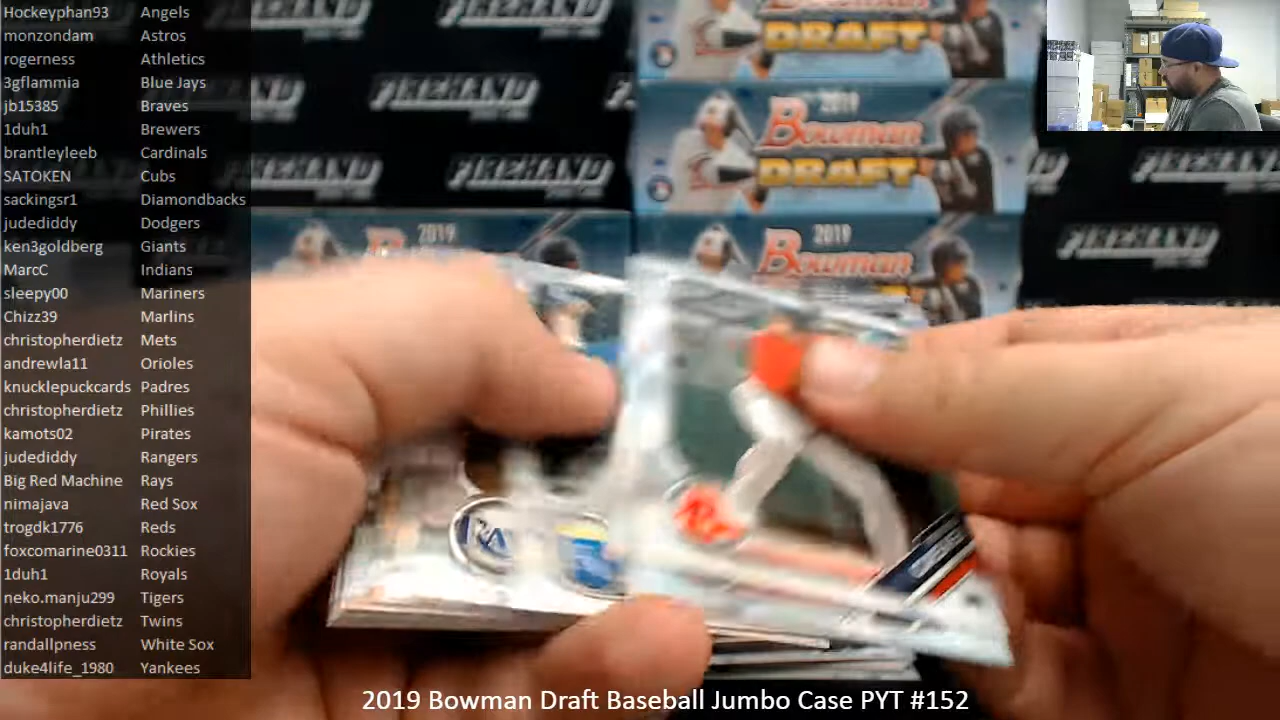 Hockeyphan93 Angels
monzondam Astros
rogerness Athletics
3gflammia Blue Jays
jb15385 Braves
1duh1 Brewers
brantleyleeb Cardinals
SATOKEN Cubs
sackingsr1 Diamondbacks
judediddy Dodgers
ken3goldberg Giants
MarcC Indians
sleepy00 Mariners
Chizz39 Marlins
christopherdietz Mets
andrewla11 Orioles
knucklepuckcards Padres
christopherdietz Phillies
kamots02 Pirates
judediddy Rangers
Big Red Machine Rays
nimajava Red Sox
trogdk1776 Reds
foxcomarine0311 Rockies
1duh1 Royals
neko.manju299 Tigers
christopherdietz Twins
randallpness White Sox
duke4life_1980 Yankees
FIREHAND FIREHAND
FIREHAND FIREHAND
FIREHAND
FIREHAND
DRAFT
2019
Bowman
DRAFT
2019
Bowman
2019
2019 Bowman Draft Baseball Jumbo Case PYT #152